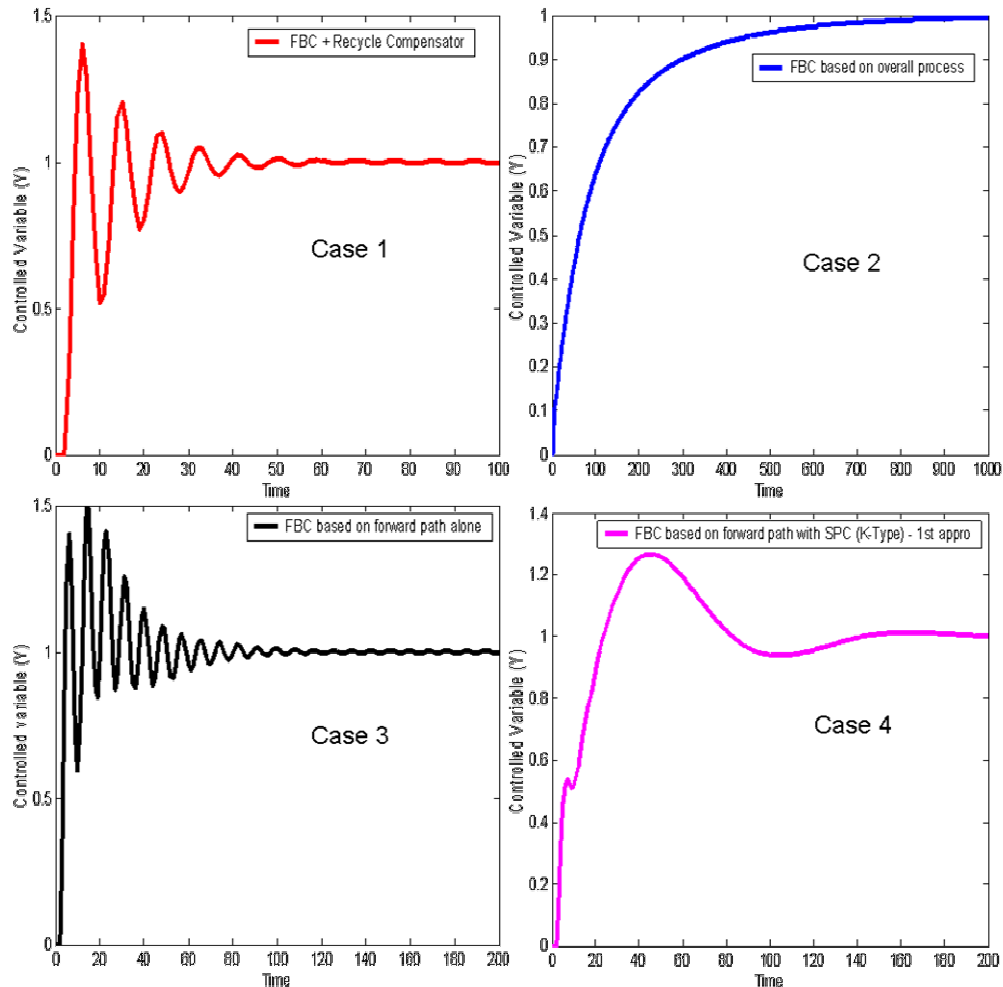 1.5
FBC + Recycle Compensator
1
0.5
0
Controlled Variable (Y)
Case 1
0 10 20 30 40 50 60 70 80 90 100
Time
1
0.9
0.8
0.7
0.6
0.5
0.4
0.3
0.2
0.1
0
Controlled Variable (Y)
FBC based on overall process
Case 2
0 100 200 300 400 500 600 700 800 900 1000
Time
1.5
FBC based on forward path alone
1
0.5
0
Controlled variable (Y)
Case 3
0 20 40 60 80 100 120 140 160 180 200
Time
1.4
FBC based on forward path with SPC (K-Type) - 1st appro
1.2
1
0.8
0.6
0.4
0.2
0
Controlled Variable (Y)
Case 4
0 20 40 60 80 100 120 140 160 180 200
Time